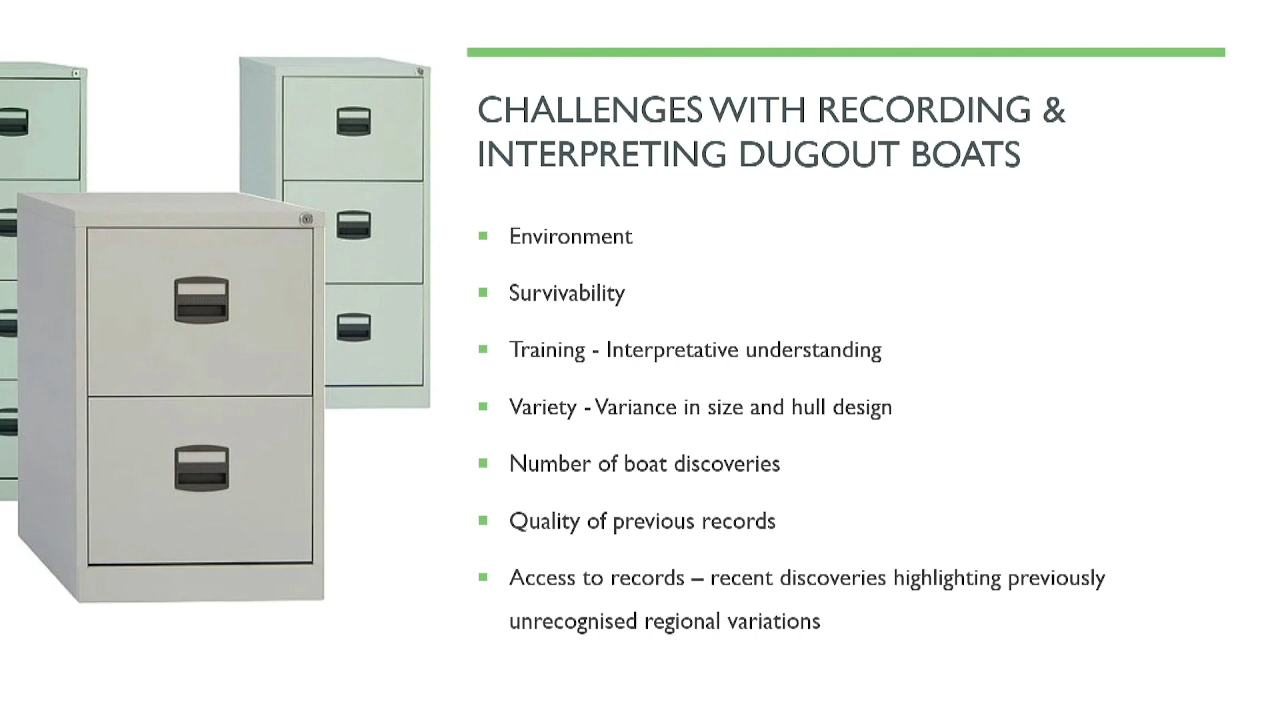 CHALLENGES WITH RECORDING &
INTERPRETING DUGOUT BOATS
Environment
Survivability
Training - Interpretative understanding
Variety - Variance in size and hull design
Number of boat discoveries
Quality of previous records
Access to records – recent discoveries highlighting previously
unrecognised regional variations